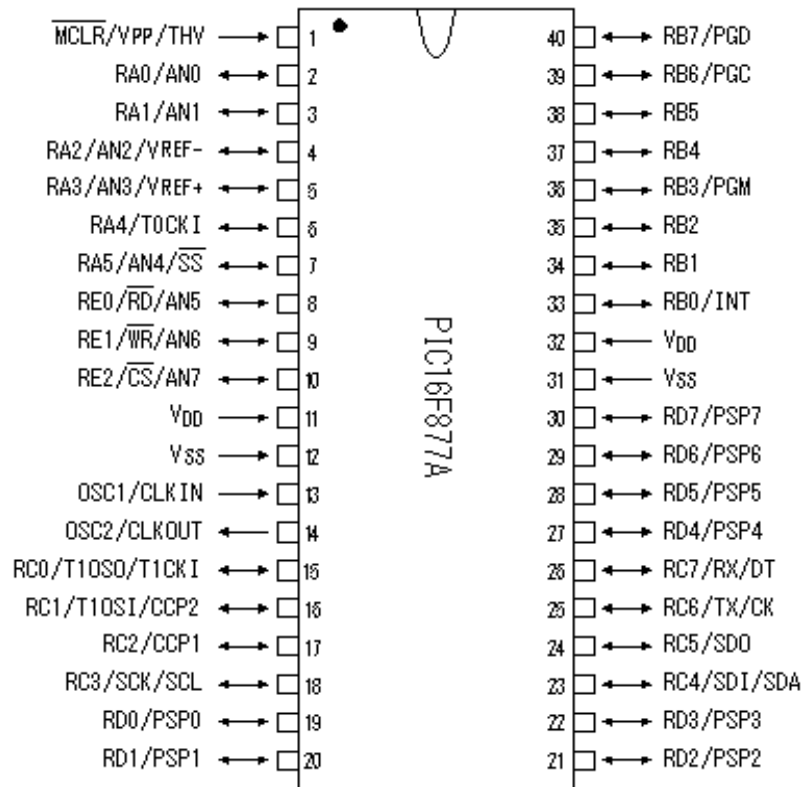 MCLR/VPP/THV 1 40 RB7/PGD
RA0/AN0 2 39 RB6/PGC
RA1/AN1 3 38 RB5
RA2/AN2/VREF- 4 37 RB4
RA3/AN3/VREF+ 5 36 RB3/PGM
RA4/T0CKI 6 35 RB2
RA5/AN4/SS 7 34 RB1
RE0/RD/AN5 8 33 RB0/INT
RE1/WR/AN6 9 32 VDD
RE2/CS/AN7 10 31 VSS
VDD 11 30 RD7/PSP7
VSS 12 29 RD6/PSP6
OSC1/CLKIN 13 28 RD5/PSP5
OSC2/CLKOUT 14 27 RD4/PSP4
RC0/T1OSO/T1CKI 15 26 RC7/RX/DT
RC1/T1OSI/CCP2 16 25 RC6/TX/CK
RC2/CCP1 17 24 RC5/SDO
RC3/SCK/SCL 18 23 RC4/SDI/SDA
RD0/PSP0 19 22 RD3/PSP3
RD1/PSP1 20 21 RD2/PSP2
PIC16F877A